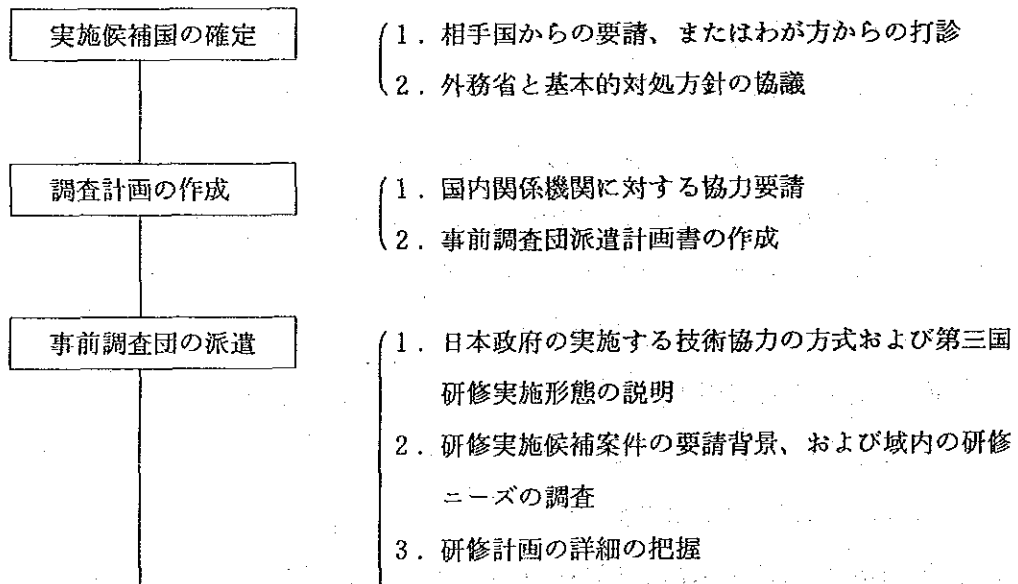 実施候補国の確定
1. 相手国からの要請、またはわが方からの打診
2. 外務省と基本的対処方針の協議
調査計画の作成
1. 国内関係機関に対する協力要請
2. 事前調査団派遣計画書の作成
事前調査団の派遣
1. 日本政府の実施する技術協力の方式および第三国
研修実施形態の説明
2. 研修実施候補案件の要請背景、および域内の研修
ニーズの調査
3. 研修計画の詳細の把握